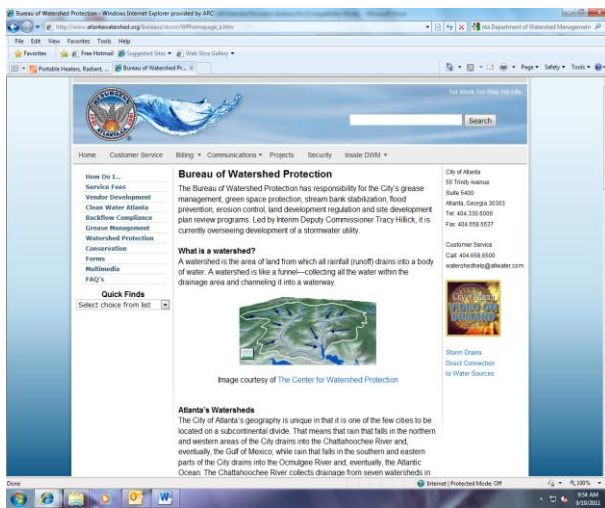 Bureau of Watershed Protection - Windows Internet Explorer provided by ARC
http://www.atlantawatershed.org/bureaus/
File Edit View Favorites Tools Help
Favorites Free Hotmail Suggested Sites Web Slice Gallery
Portable Heaters, Radiant, ... Bureau of Watershed Pr... X
Page Safety Tools
For Work. For Play. For Life.
RESURGENS
ATLANTA
Search
Home Customer Service Billing Communications Projects Security Inside DWM
How Do I...
Service Fees
Vendor Development
Clean Water Atlanta
Backflow Compliance
Grease Management
Watershed Protection
Conservation
Forms
Multimedia
FAQ's
Quick Finds
Select choice from list
Bureau of Watershed Protection
The Bureau of Watershed Protection has responsibility for the City's grease
management, green space protection, stream bank stabilization, flood
prevention, erosion control, land development regulation and site development
plan review programs. Led by Interim Deputy Commissioner Tracy Hillick, it is
currently overseeing development of a stormwater utility.
What is a watershed?
A watershed is the area of land from which all rainfall (runoff) drains into a body
of water. A watershed is like a funnel—collecting all the water within the
drainage area and channeling it into a waterway.
Image courtesy of The Center for Watershed Protection
Atlanta's Watersheds
The City of Atlanta's geography is unique in that it is one of the few cities to be
located on a subcontinental divide. That means that rain that falls in the northern
and western areas of the City drains into the Chattahoochee River and,
eventually, the Gulf of Mexico; while rain that falls in the southern and eastern
parts of the City drains into the Ocmulgee River and, eventually, the Atlantic
Ocean. The Chattahoochee River collects drainage from seven watersheds in
City of Atlanta
55 Trinity Avenue
Suite 5400
Atlanta, Georgia 30303
Tel: 404.330.6000
Fax: 404.658.6637
Customer Service
Call: 404.658.6500
watershedhelp@atlwater.com
VIDEO ON
DEMAND
Storm Drains
Direct Connection
to Water Sources
Done
Internet | Protected Mode: Off
100%
9:54 AM
9/19/2011